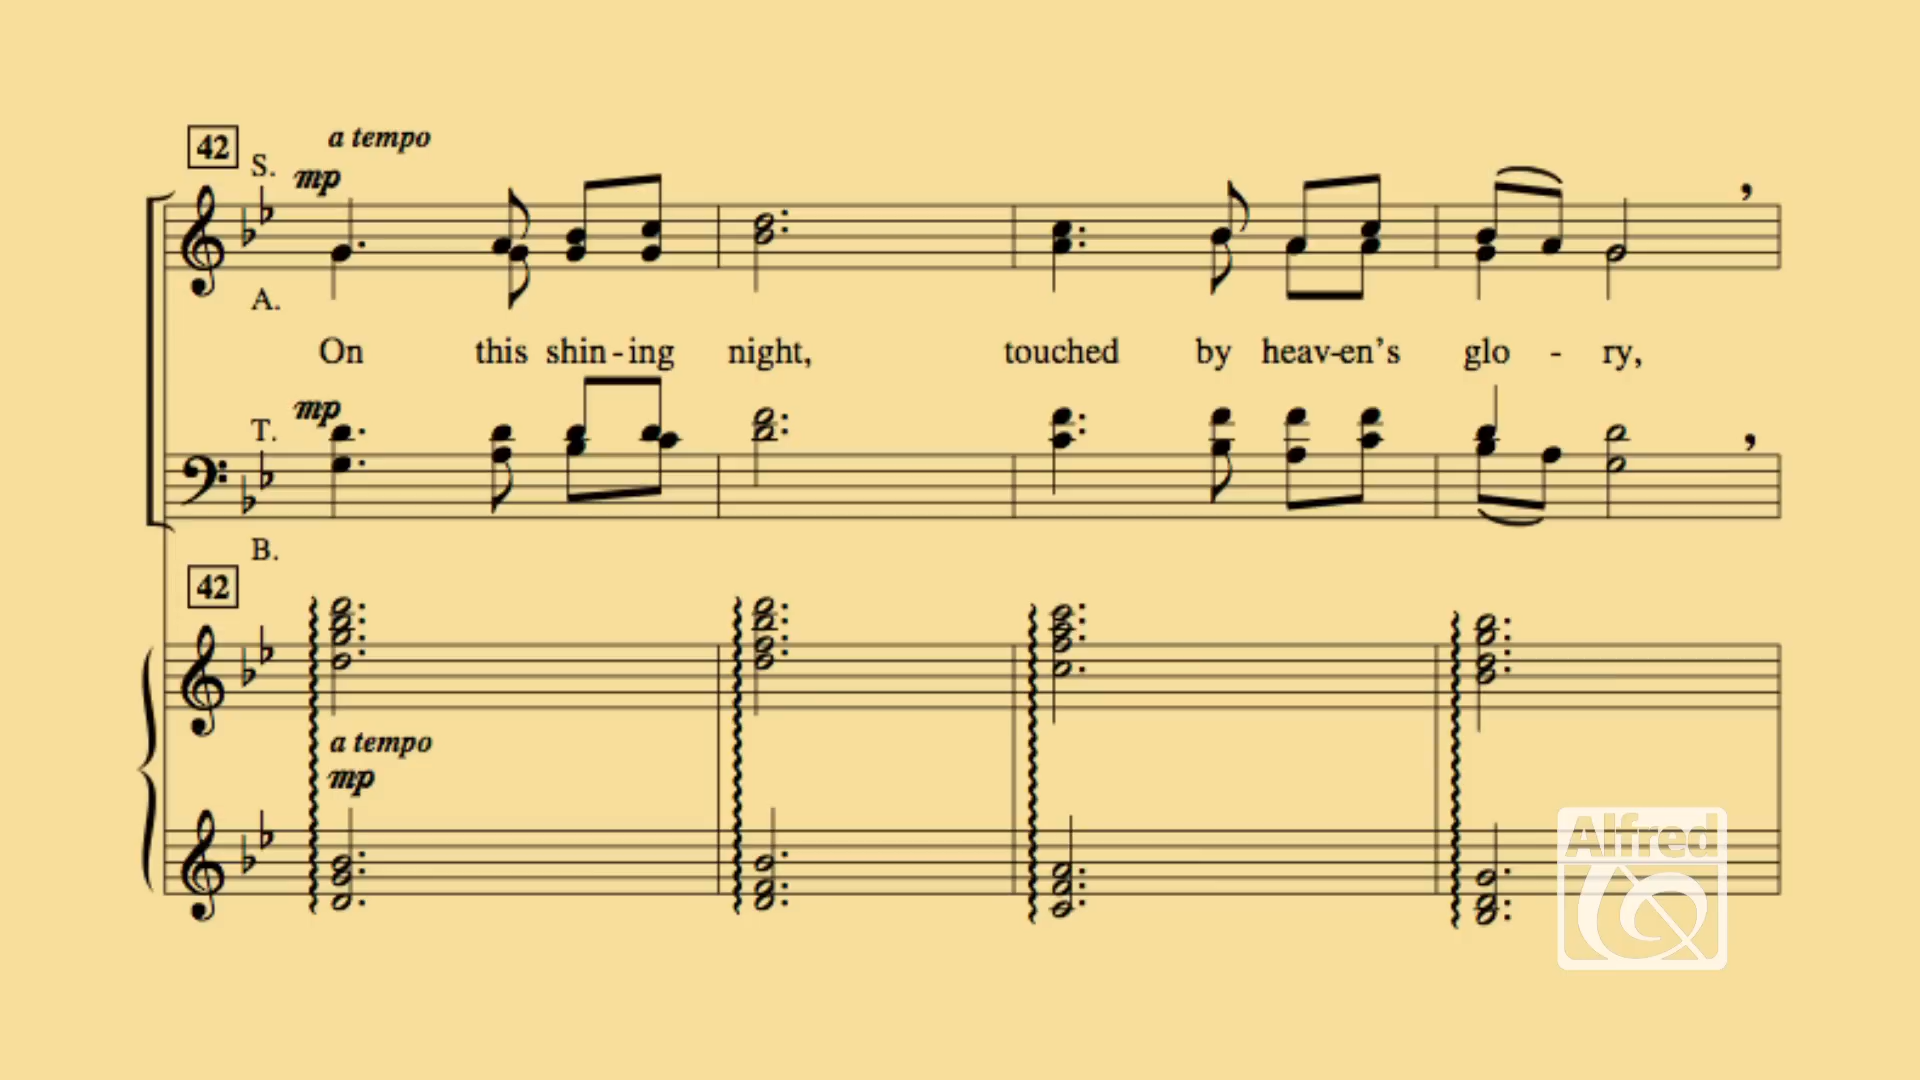 42
a tempo
S.
mp
A.
On this shin - ing night, touched by heav-en's glo - ry,
mp
T.
B.
42
a tempo
mp
Alfred